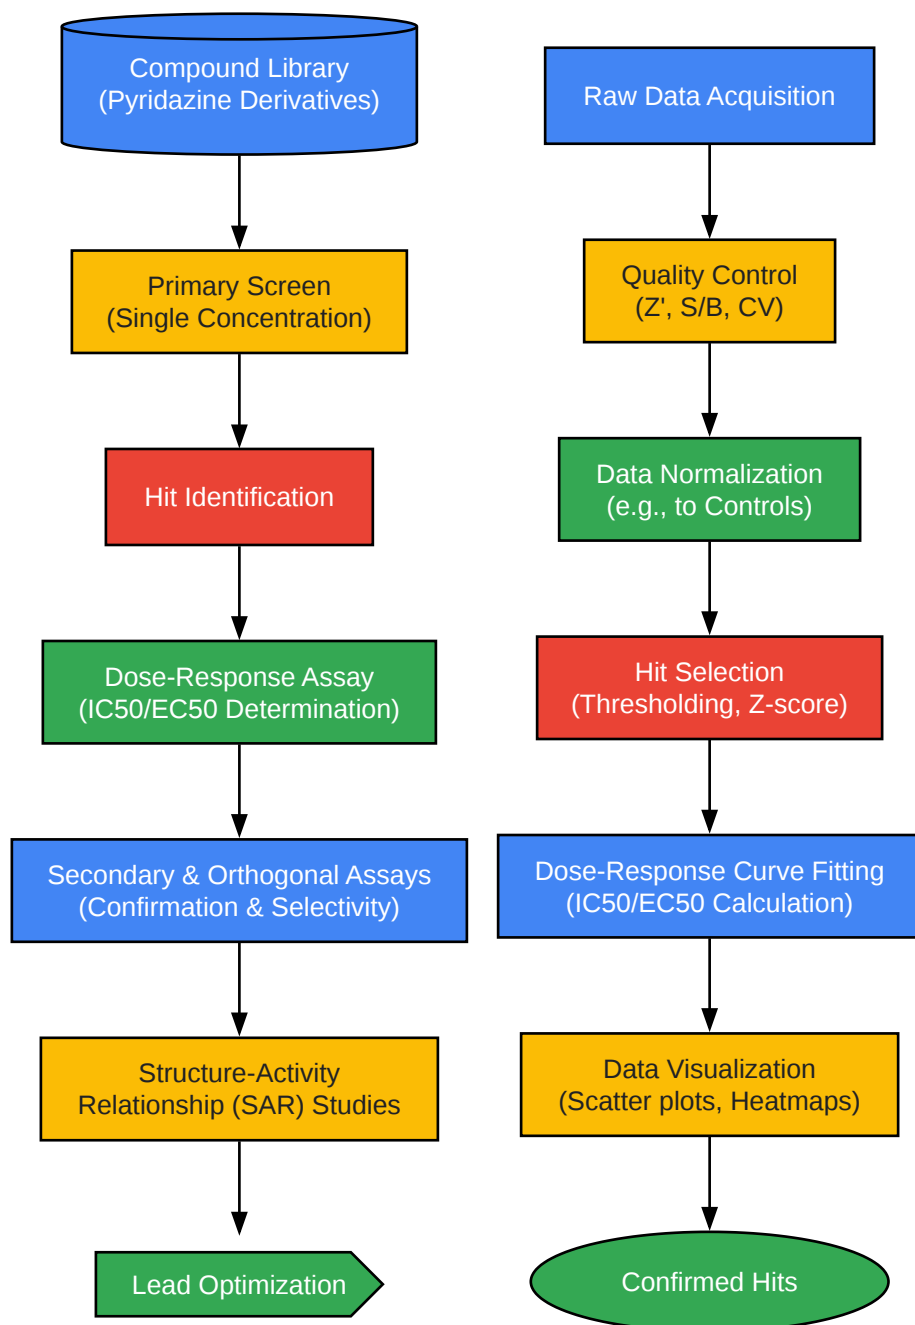 Compound Library
(Pyridazine Derivatives)
Primary Screen
(Single Concentration)
Hit Identification
Dose-Response Assay
(IC50/EC50 Determination)
Secondary & Orthogonal Assays
(Confirmation & Selectivity)
Structure-Activity
Relationship (SAR) Studies
Lead Optimization
Raw Data Acquisition
Quality Control
(Z', S/B, CV)
Data Normalization
(e.g., to Controls)
Hit Selection
(Thresholding, Z-score)
Dose-Response Curve Fitting
(IC50/EC50 Calculation)
Data Visualization
(Scatter plots, Heatmaps)
Confirmed Hits